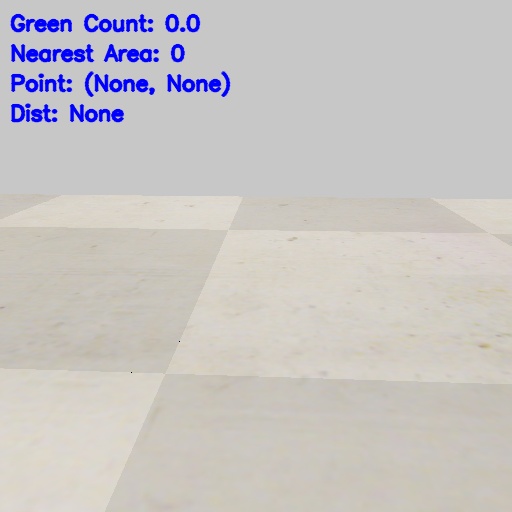 Green Count: 0.0
Nearest Area: 0
Point: (None, None)
Dist: None